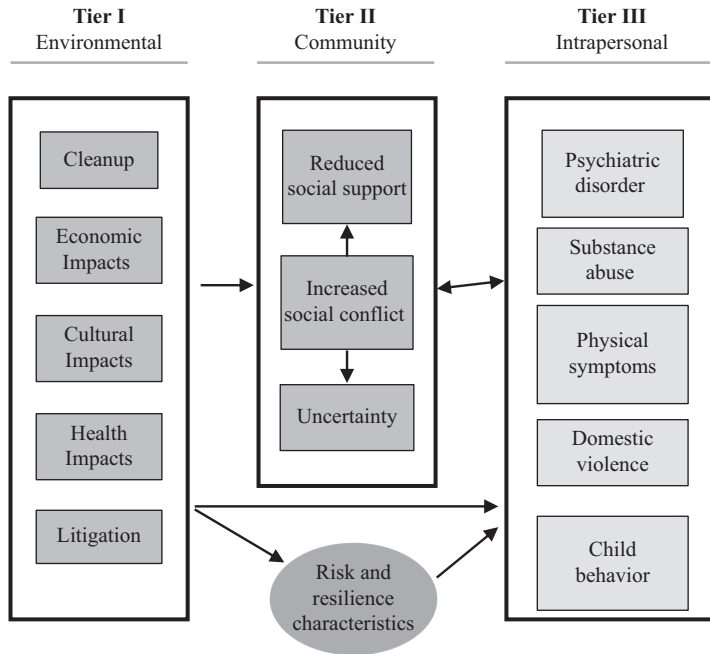 Tier I
Environmental
Tier II
Community
Tier III
Intrapersonal
Cleanup
Economic
Impacts
Cultural
Impacts
Health
Impacts
Litigation
Reduced
social support
Increased
social conflict
Uncertainty
Risk and
resilience
characteristics
Psychiatric
disorder
Substance
abuse
Physical
symptoms
Domestic
violence
Child
behavior